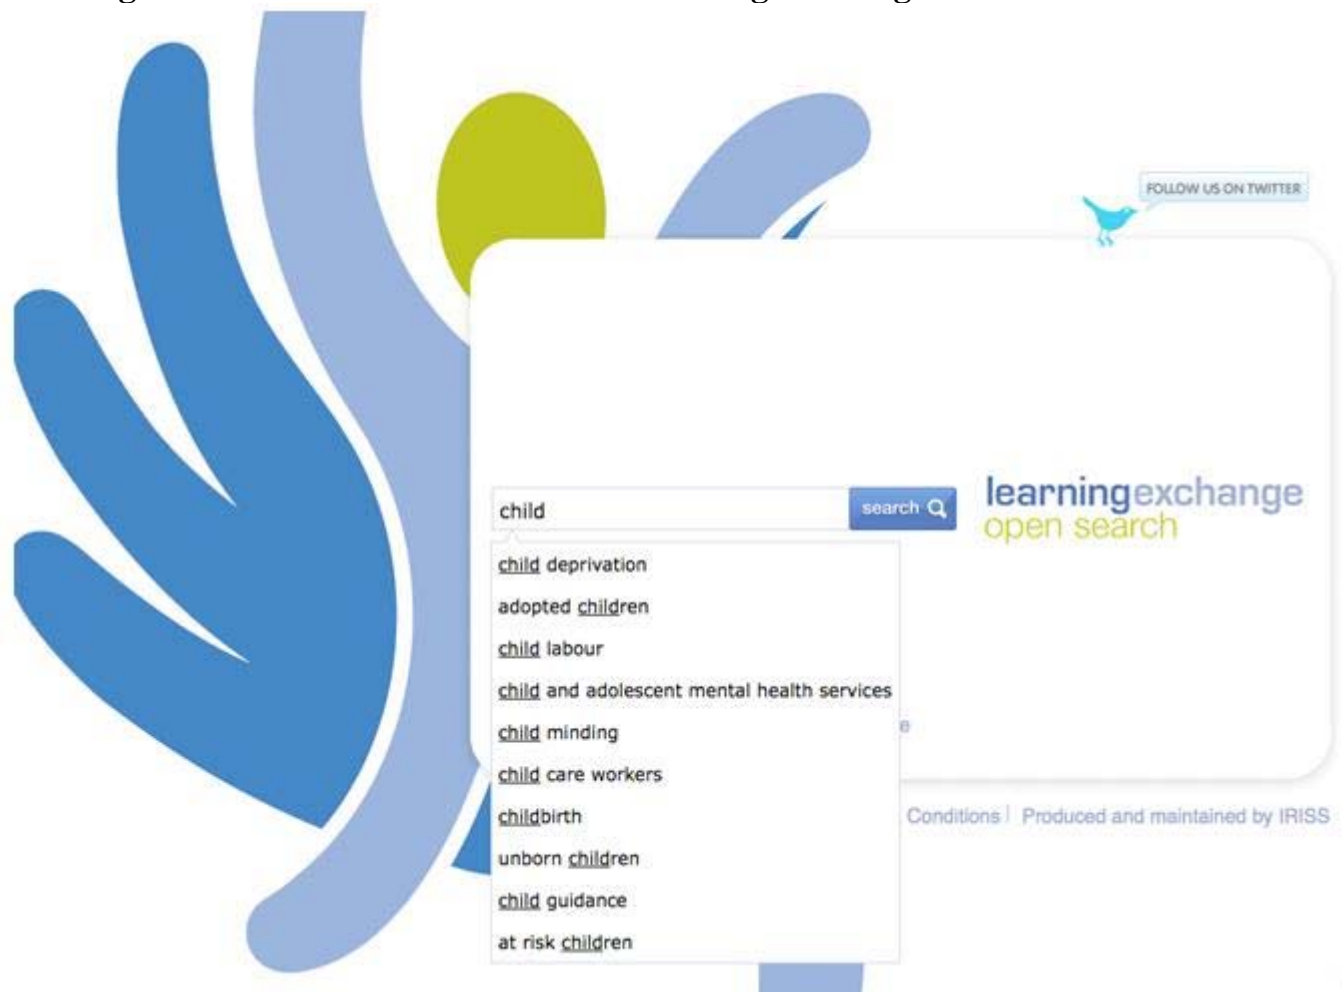 FOLLOW US ON TWITTER
child
search
learningexchange
open search
child deprivation
adopted children
child labour
child and adolescent mental health services
child minding
child care workers
childbirth
unborn children
child guidance
at risk children
e
Conditions | Produced and maintained by IRISS